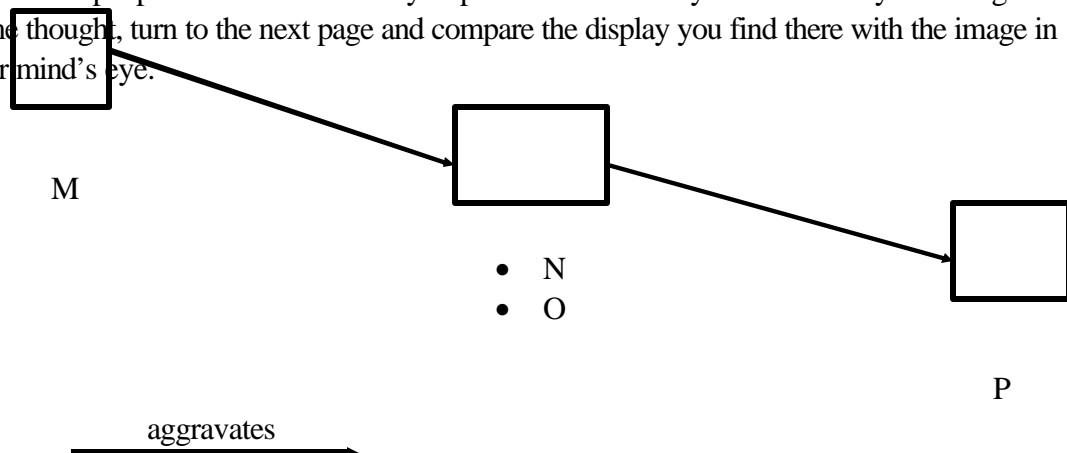 thought, turn to the next page and compare the display you find there with the image in
mind’s eye.
M
• N
• O
P
aggravates